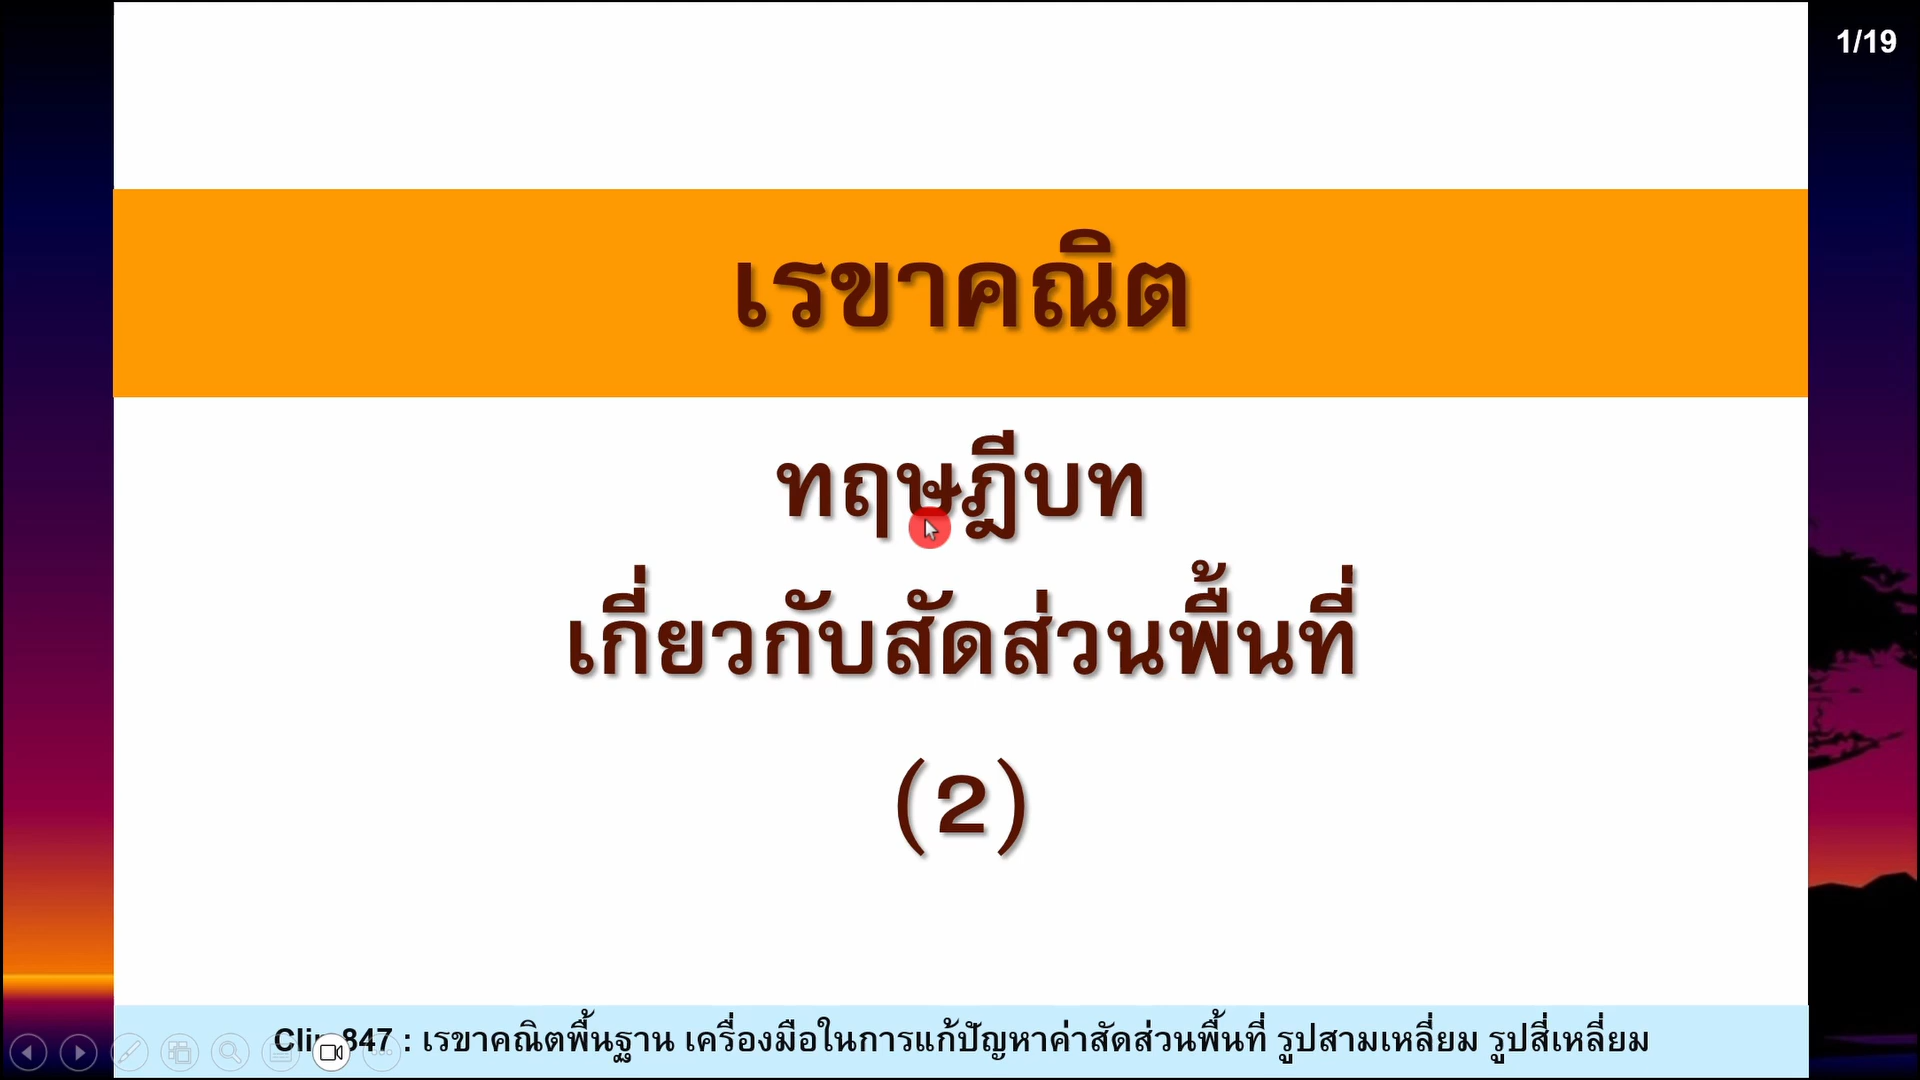 1/19
เรขาคณิต
ทฤษฎีบท
เกี่ยวกับสัดส่วนพื้นที่
(2)
Clip 847 : เรขาคณิตพื้นฐาน เครื่องมือในการแก้ปัญหาค่าสัดส่วนพื้นที่ รูปสามเหลี่ยม รูปสี่เหลี่ยม